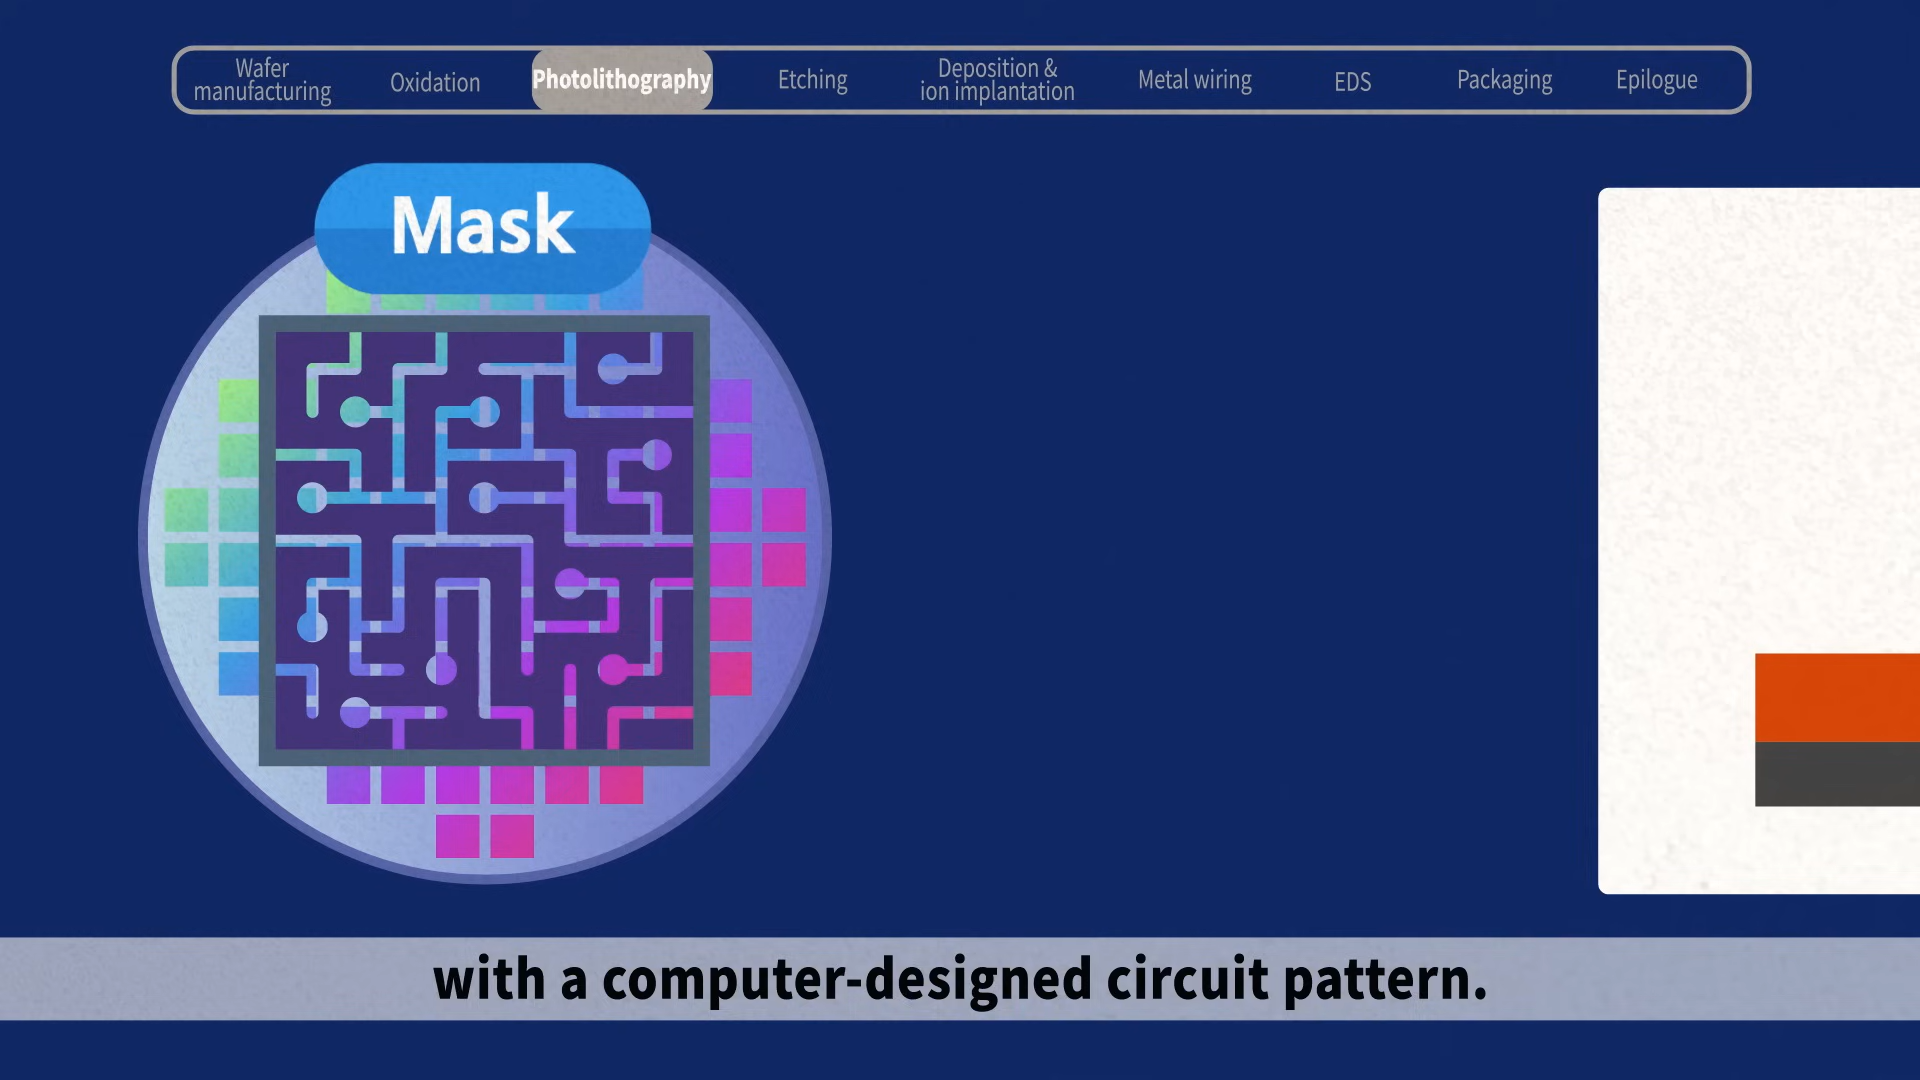 Wafer
manufacturing
Oxidation
Photolithography
Etching
Deposition &
ion implantation
Metal wiring
EDS
Packaging
Epilogue
Mask
with a computer-designed circuit pattern.